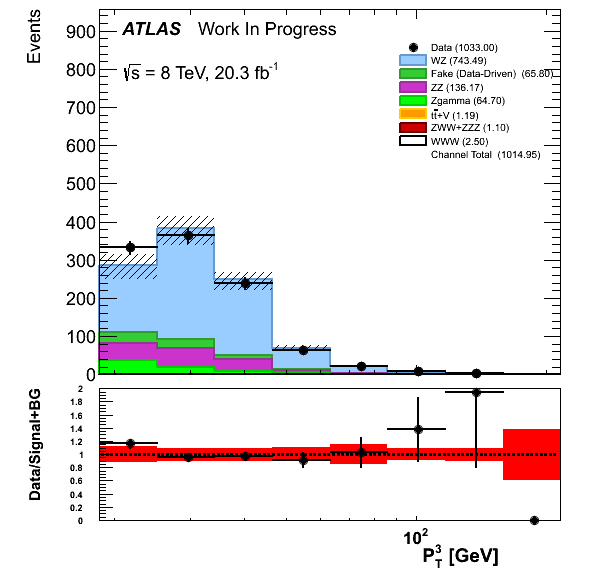 Events
ATLAS Work In Progress
√s = 8 TeV, 20.3 fb⁻¹
Data (1033.00)
WZ (743.49)
Fake (Data-Driven) (65.80)
ZZ (136.17)
Zgamma (64.70)
tt̄+V (1.19)
ZWW+ZZZ (1.10)
WWW (2.50)
Channel Total (1014.95)
900
800
700
600
500
400
300
200
100
0
Data/Signal+BG
2
1.8
1.6
1.4
1.2
1
0.8
0.6
0.4
0.2
0
10²
P³_T [GeV]